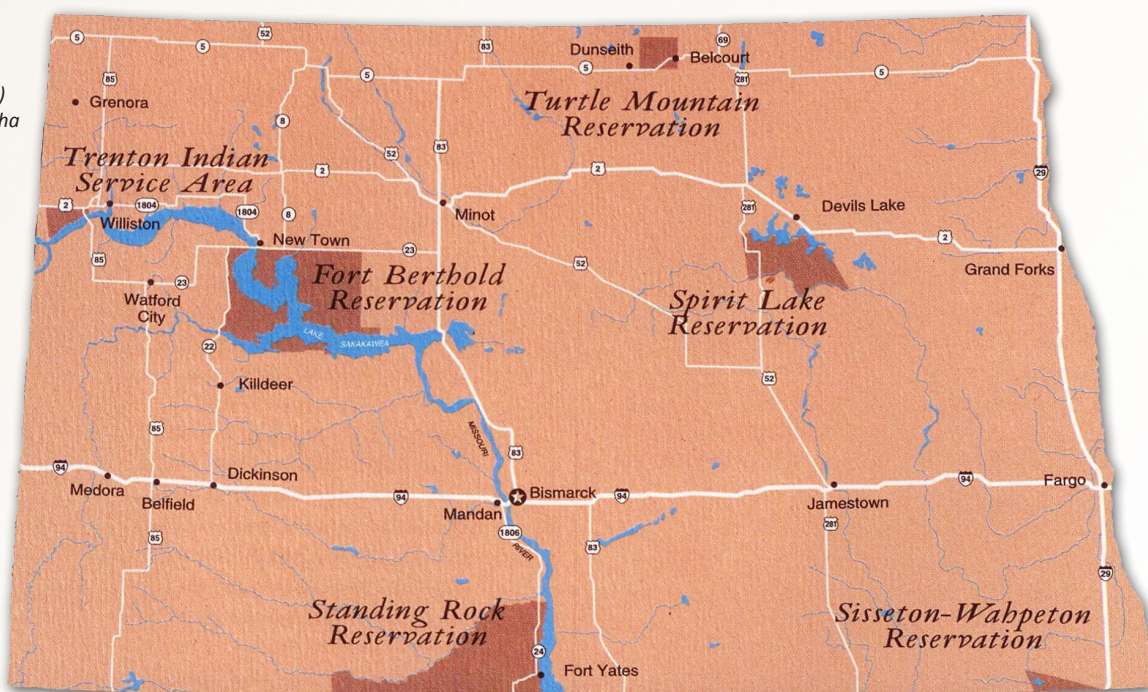 )
ha
5
5
52
83
69
Dunseith
Belcourt
5
5
281
5
85
Grenora
8
83
52
Turtle Mountain
Reservation
Trenton Indian
Service Area
2
2
2
1804
1804
8
Williston
New Town
Minot
281
Devils Lake
29
2
Grand Forks
85
23
23
52
Watford
City
Fort Berthold
Reservation
Spirit Lake
Reservation
LAKE
SAKAKAWEA
22
Killdeer
52
85
MISSOURI
83
94
Medora
Belfield
Dickinson
94
Mandan
Bismarck
94
Jamestown
94
Fargo
85
1806
RIVER
83
281
29
Standing Rock
Reservation
Sisseton-Wahpeton
Reservation
24
Fort Yates